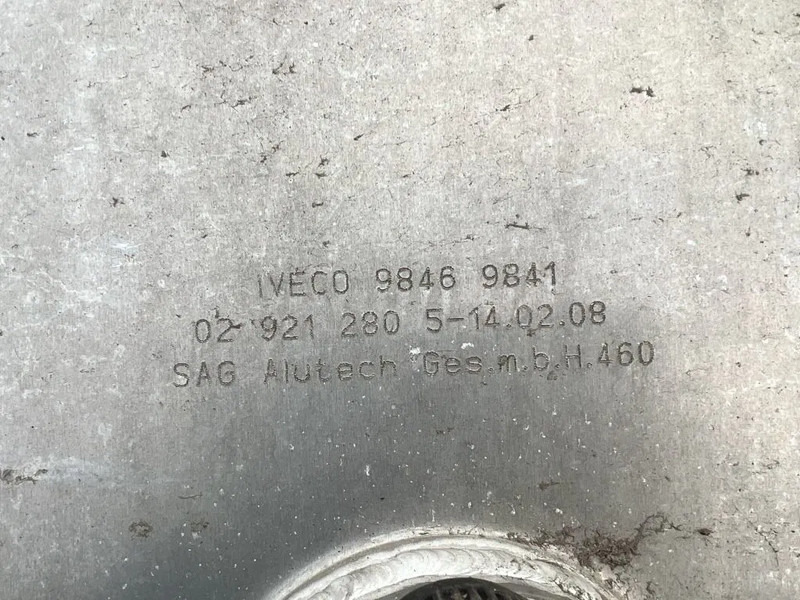 IVECO 9846 9841
02 921 280 5-14.02.08
SAG Alutech Ges.m.b.H.460